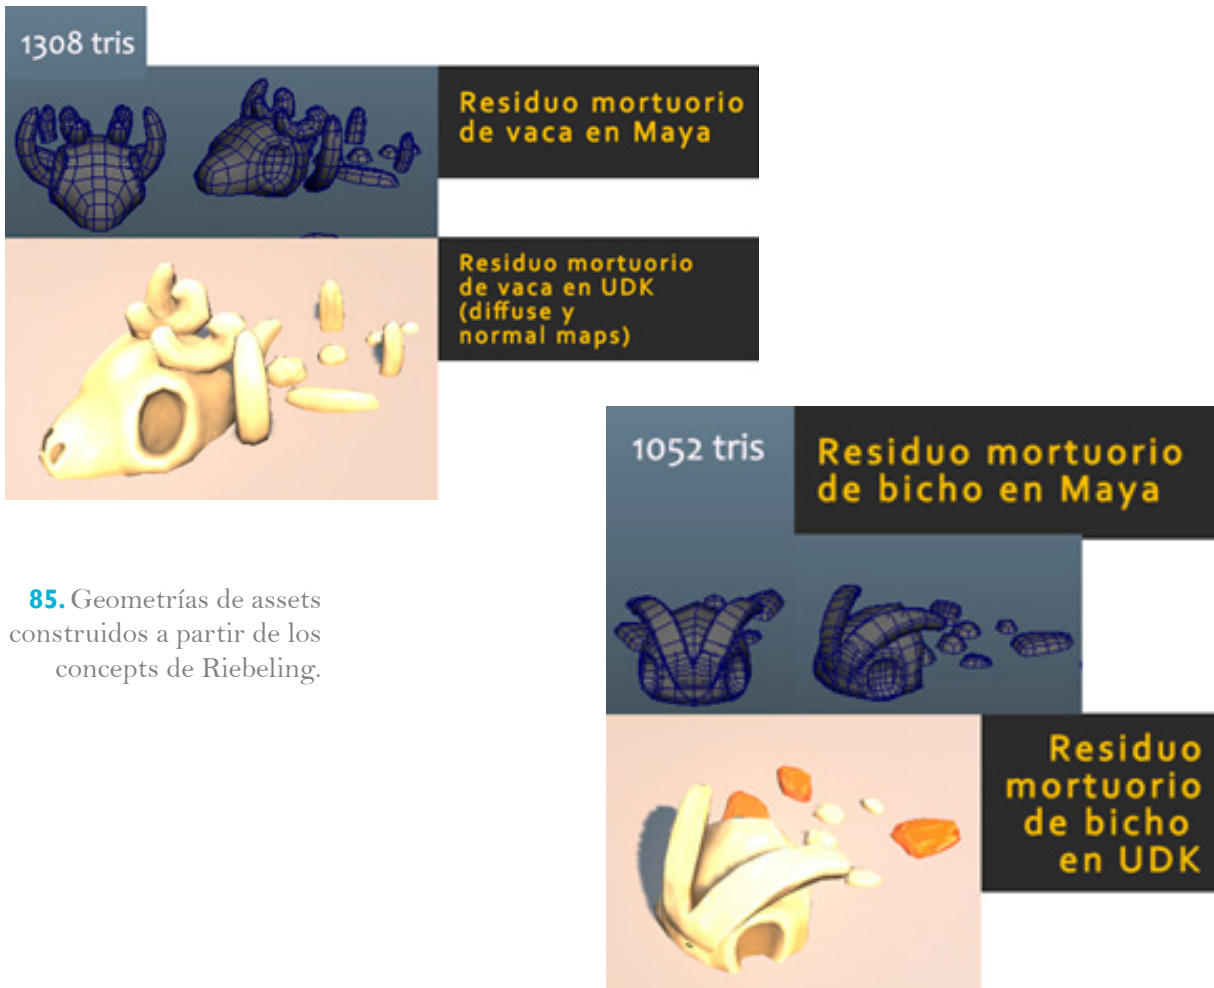 1308 tris
Residuo mortuorio
de vaca en Maya
Residuo mortuorio
de vaca en UDK
(diffuse y
normal maps)
85. Geometrías de assets
construidos a partir de los
concepts de Riebeling.
1052 tris
Residuo mortuorio
de bicho en Maya
Residuo
mortuorio
de bicho
en UDK